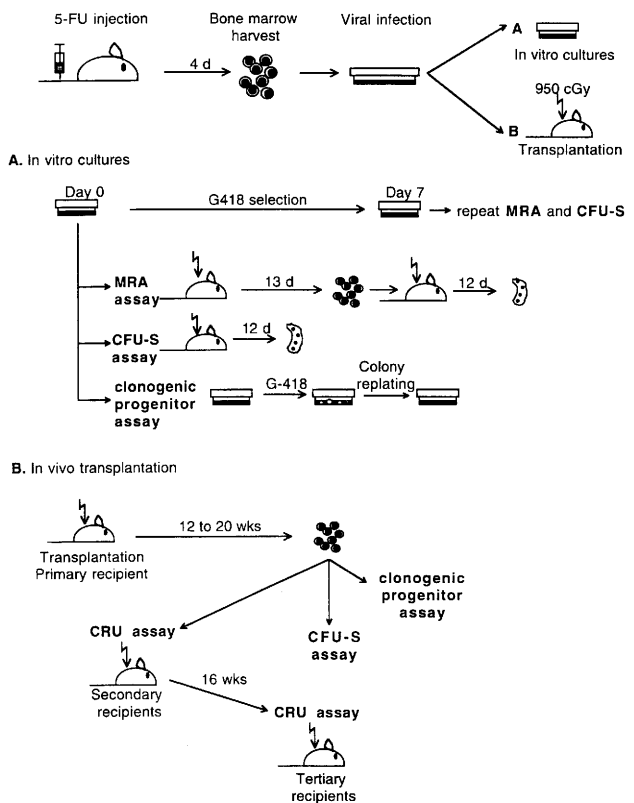 5-FU injection
Bone marrow
harvest
Viral infection
4 d
A
In vitro cultures
950 cGy
B
Transplantation
A. In vitro cultures
Day 0
G418 selection
Day 7
repeat MRA and CFU-S
MRA
assay
13 d
12 d
CFU-S
assay
12 d
clonogenic
progenitor
assay
G-418
Colony
replating
B. In vivo transplantation
12 to 20 wks
Transplantation
Primary recipient
clonogenic
progenitor
assay
CRU assay
CFU-S
assay
Secondary
recipients
16 wks
CRU assay
Tertiary
recipients